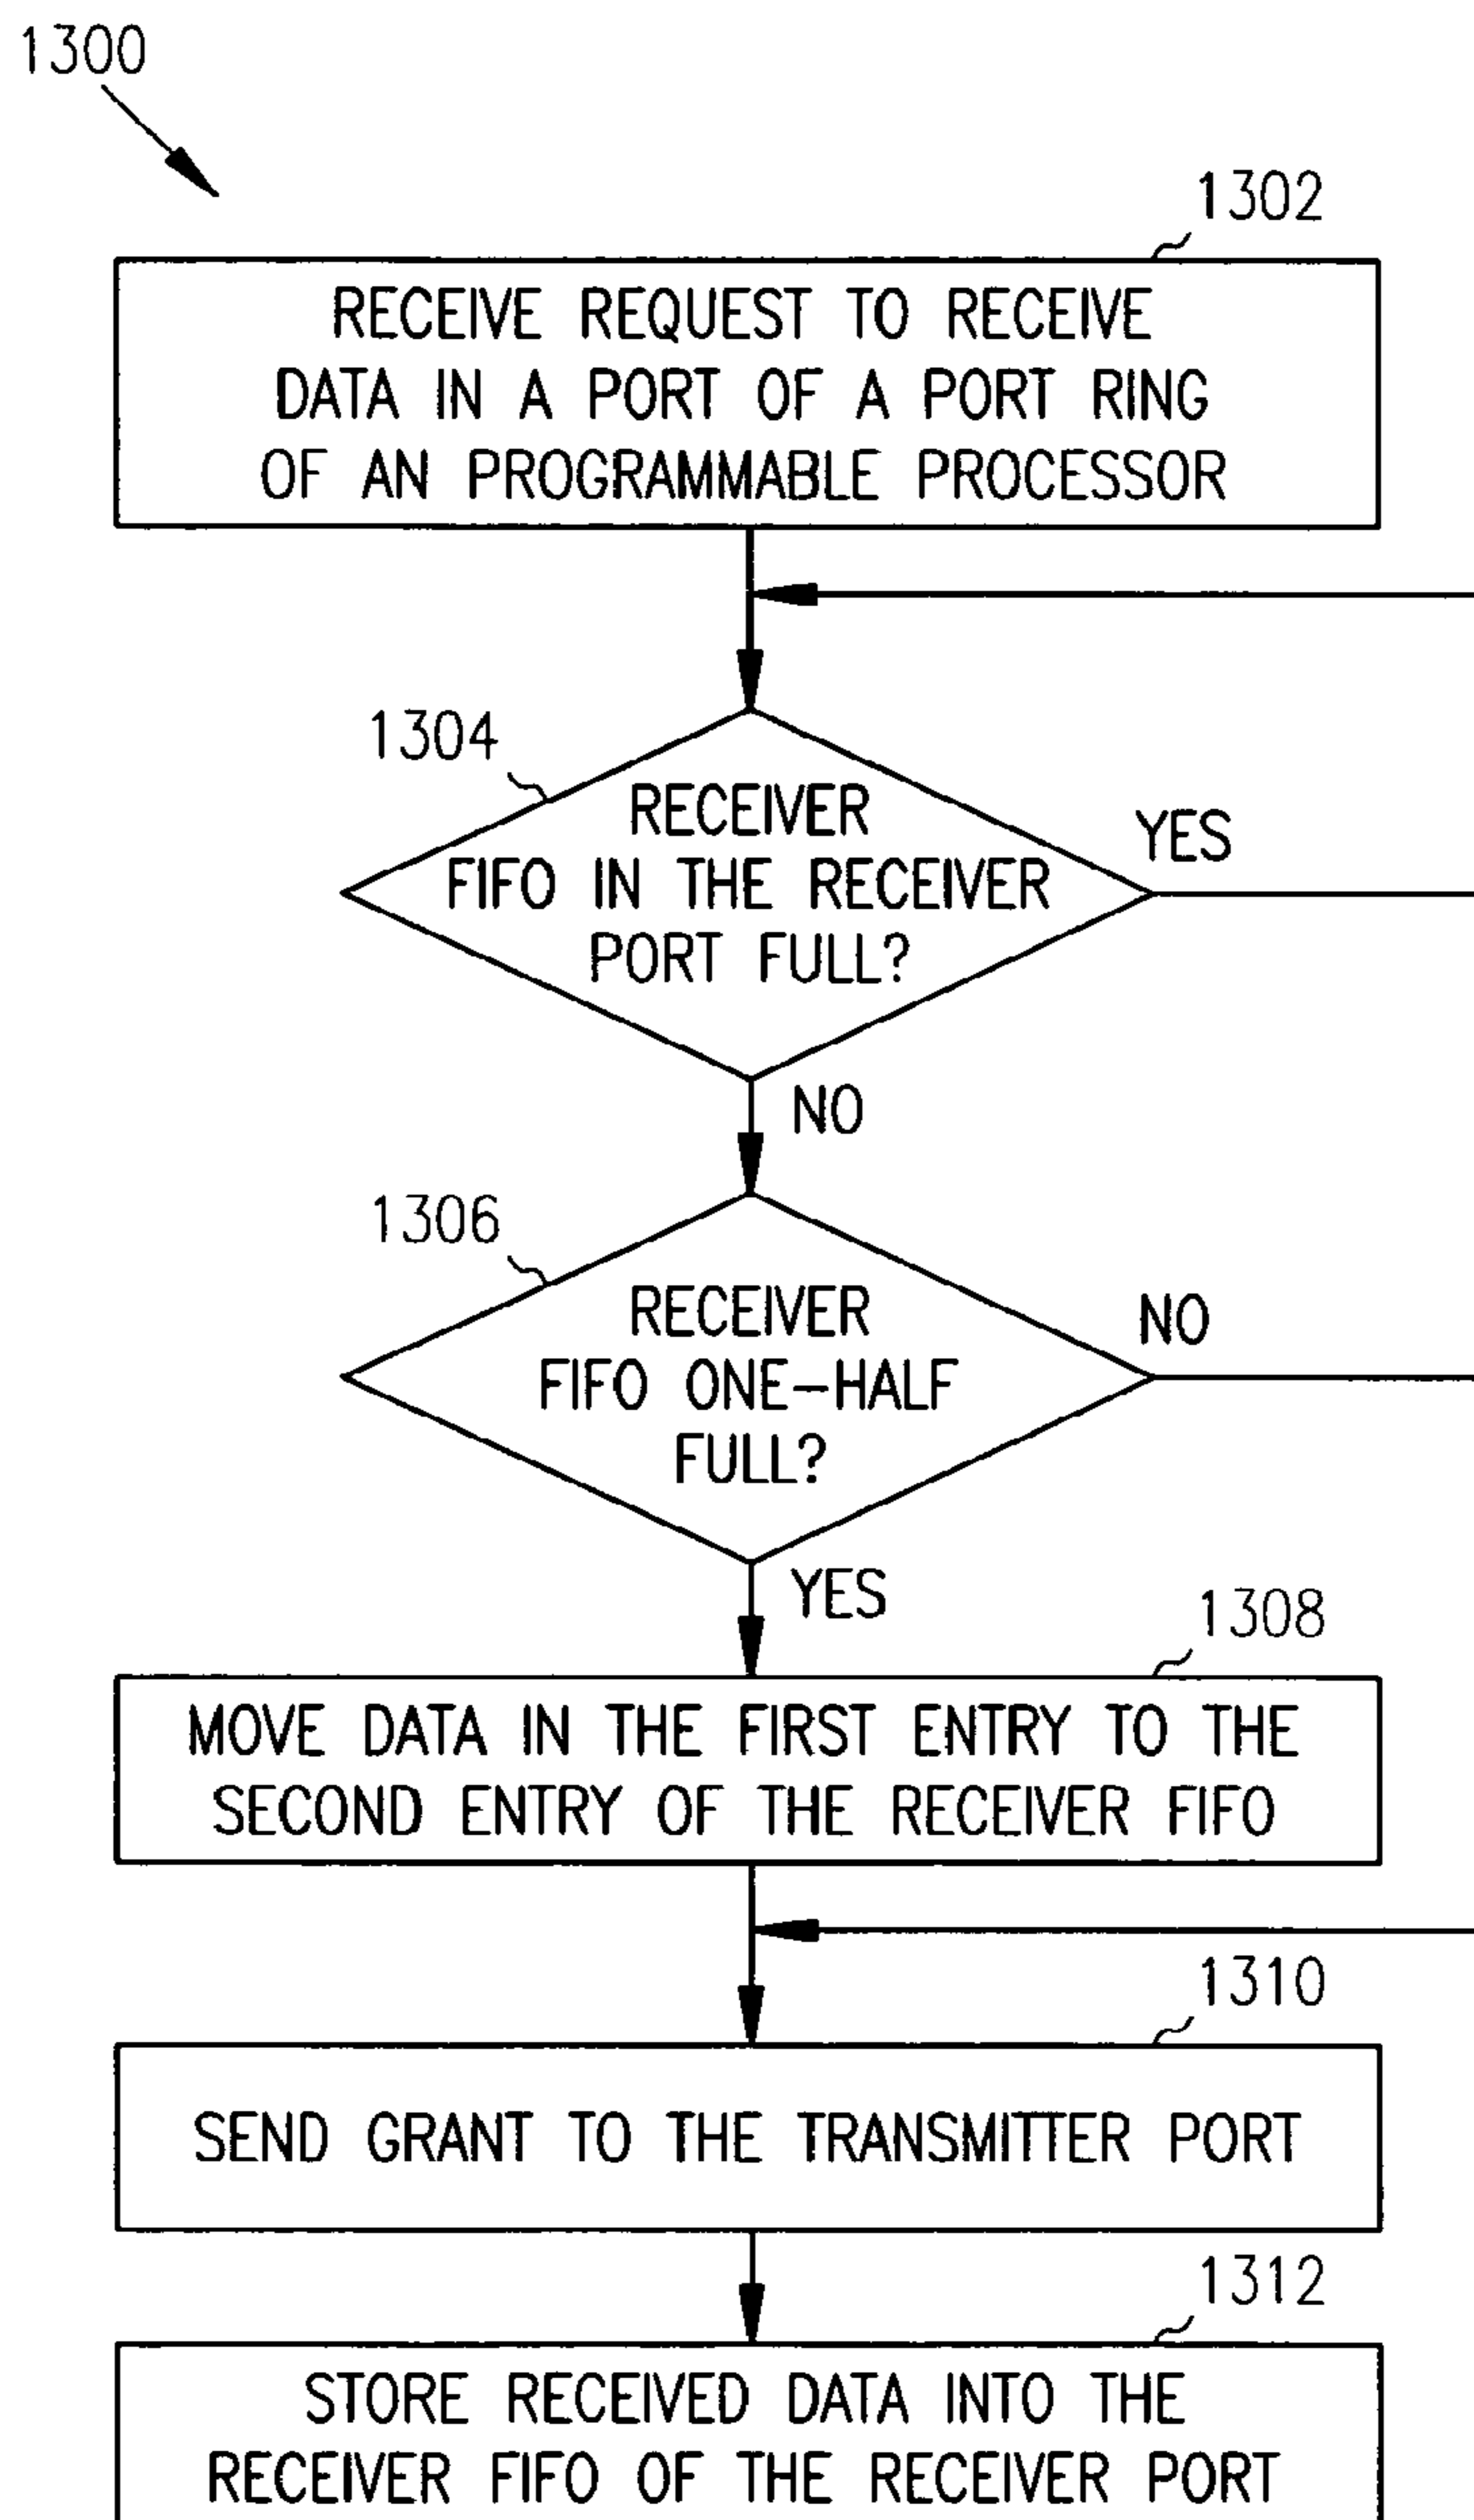 1300
1302
RECEIVE REQUEST TO RECEIVE
DATA IN A PORT OF A PORT RING
OF AN PROGRAMMABLE PROCESSOR
1304
RECEIVER
FIFO IN THE RECEIVER
PORT FULL?
YES
NO
1306
RECEIVER
FIFO ONE-HALF
FULL?
NO
YES
1308
MOVE DATA IN THE FIRST ENTRY TO THE
SECOND ENTRY OF THE RECEIVER FIFO
1310
SEND GRANT TO THE TRANSMITTER PORT
1312
STORE RECEIVED DATA INTO THE
RECEIVER FIFO OF THE RECEIVER PORT